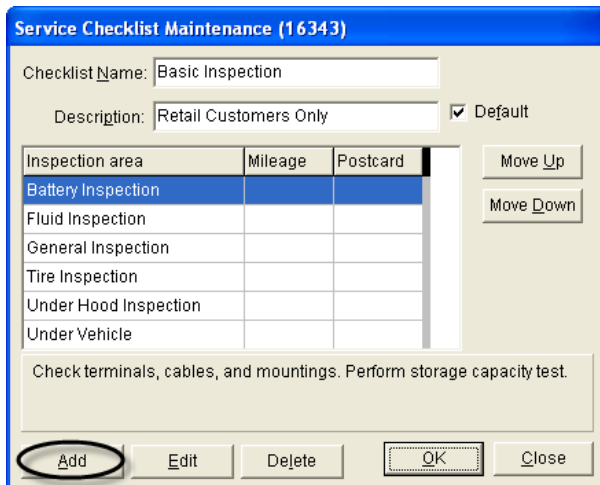 Service Checklist Maintenance (16343)
Checklist Name: Basic Inspection
Description: Retail Customers Only Default
Inspection area Mileage Postcard Move Up
Battery Inspection
Move Down
Fluid Inspection
General Inspection
Tire Inspection
Under Hood Inspection
Under Vehicle
Check terminals, cables, and mountings. Perform storage capacity test.
Add Edit Delete OK Close